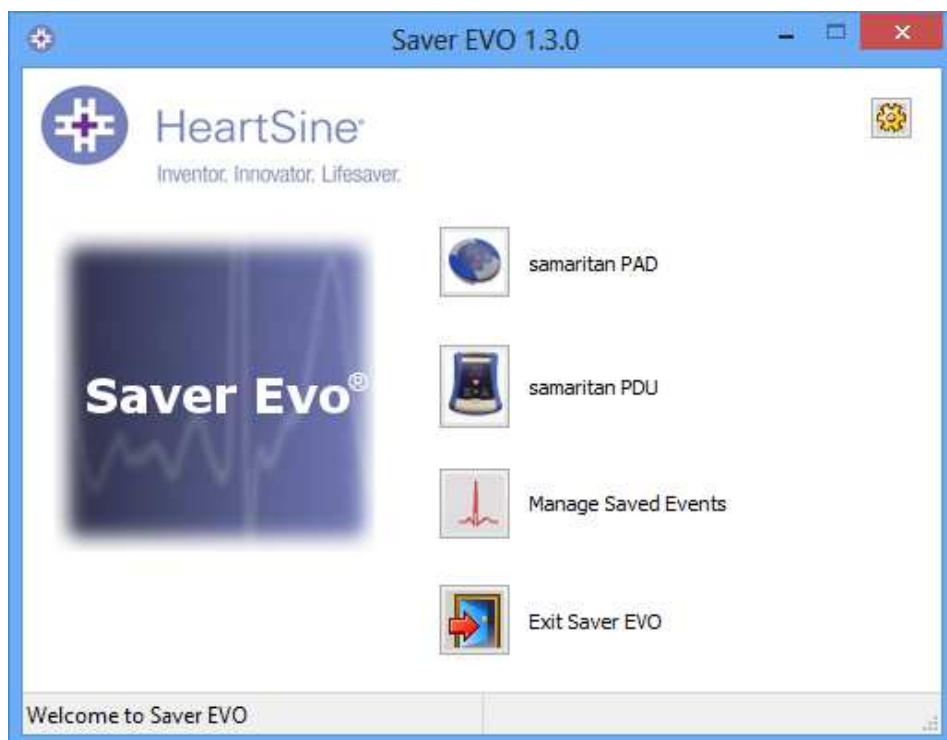 Saver EVO 1.3.0
HeartSine®
Inventor. Innovator. Lifesaver.
samaritan PAD
Saver Evo®
samaritan PDU
Manage Saved Events
Exit Saver EVO
Welcome to Saver EVO